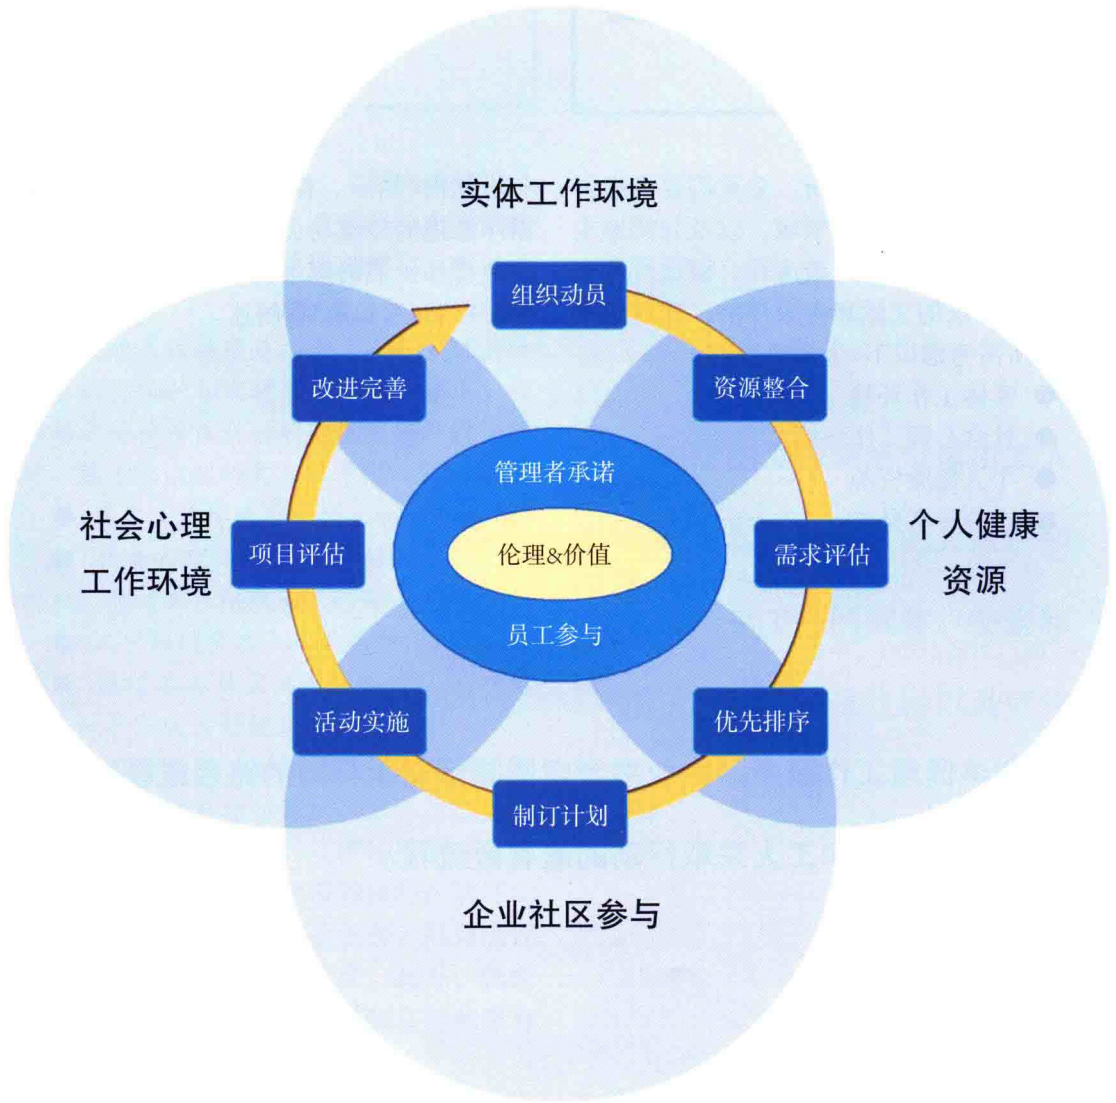 实体工作环境
组织动员
改进完善
资源整合
管理者承诺
社会心理
工作环境
项目评估
伦理&价值
需求评估
个人健康
资源
员工参与
活动实施
优先排序
制订计划
企业社区参与